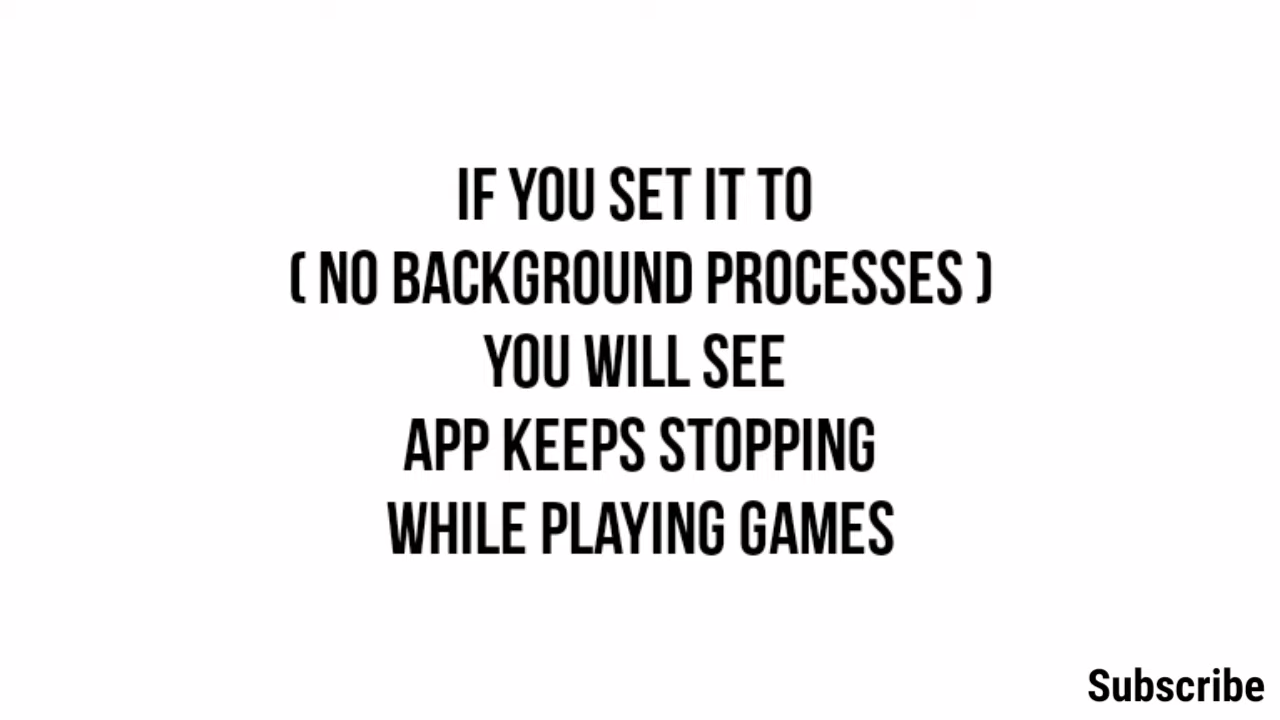 IF YOU SET IT TO
( NO BACKGROUND PROCESSES )
YOU WILL SEE
APP KEEPS STOPPING
WHILE PLAYING GAMES
Subscribe